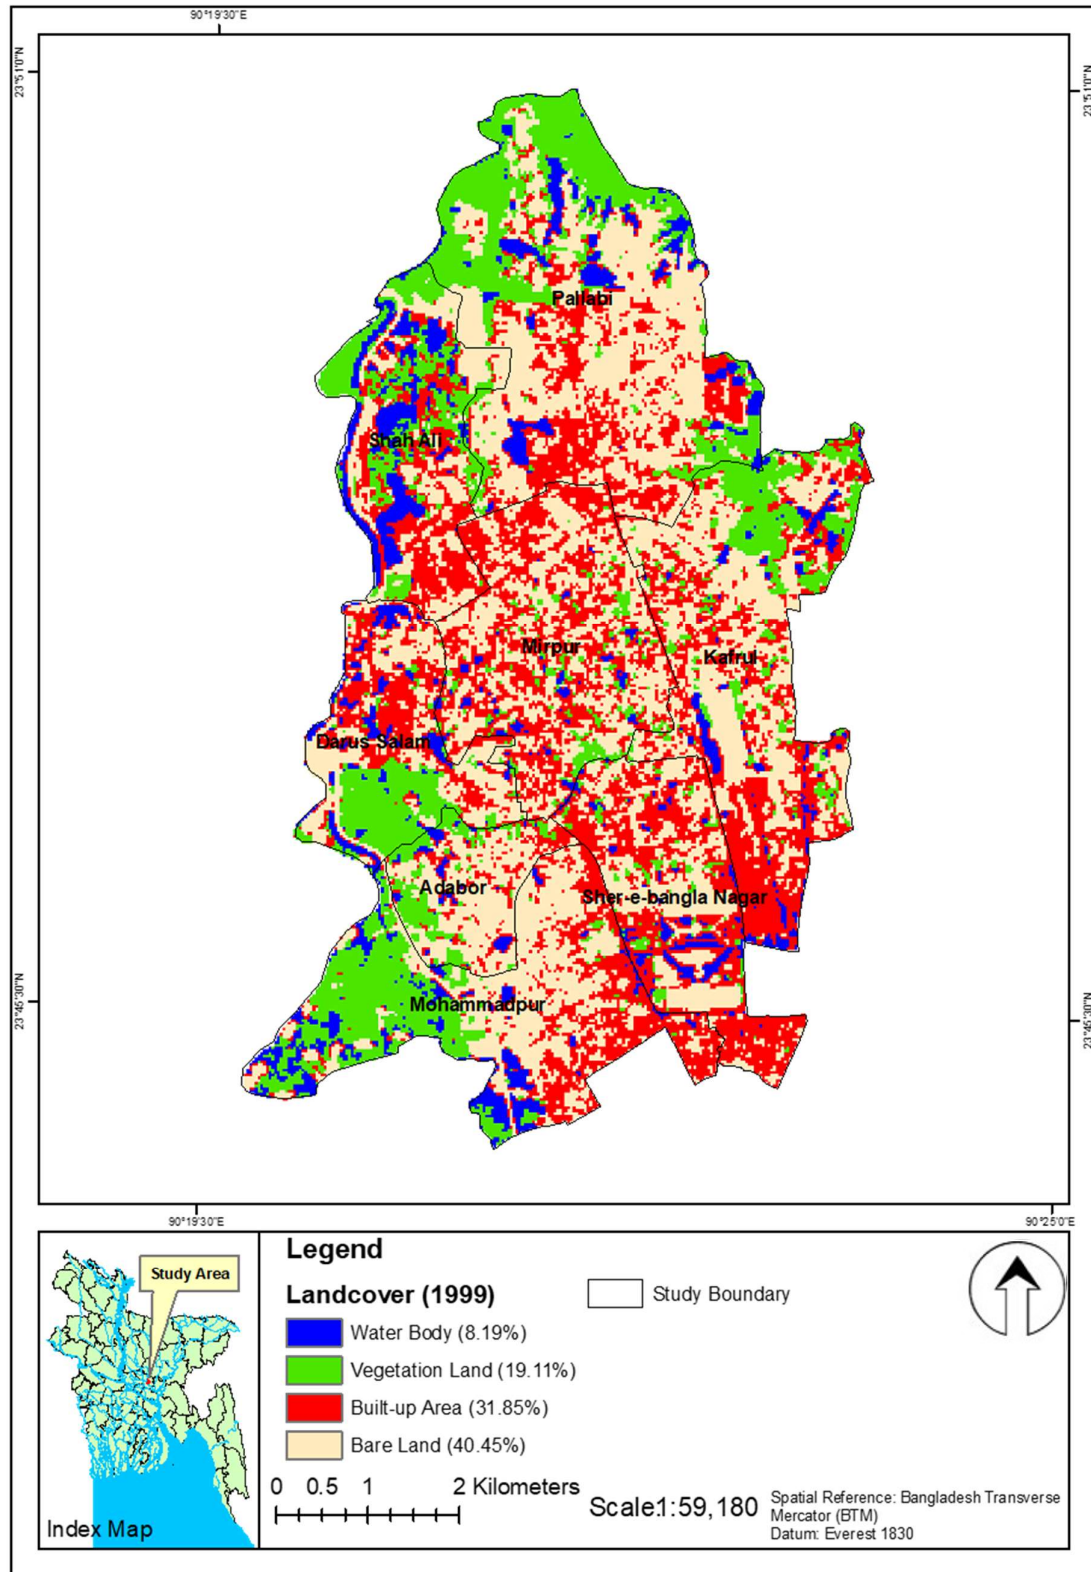 90°19'30"E
23°51'0"N
23°51'0"N
Pallabi
Shah Ali
Mirpur
Kafrul
Darus Salam
Adabor
Sher-e-bangla Nagar
Mohammadpur
23°45'30"N
23°45'30"N
90°19'30"E
90°25'0"E
Study Area
Index Map
Legend
Landcover (1999)
Study Boundary
Water Body (8.19%)
Vegetation Land (19.11%)
Built-up Area (31.85%)
Bare Land (40.45%)
0 0.5 1 2 Kilometers
Scale1:59,180
Spatial Reference: Bangladesh Transverse
Mercator (BTM)
Datum: Everest 1830